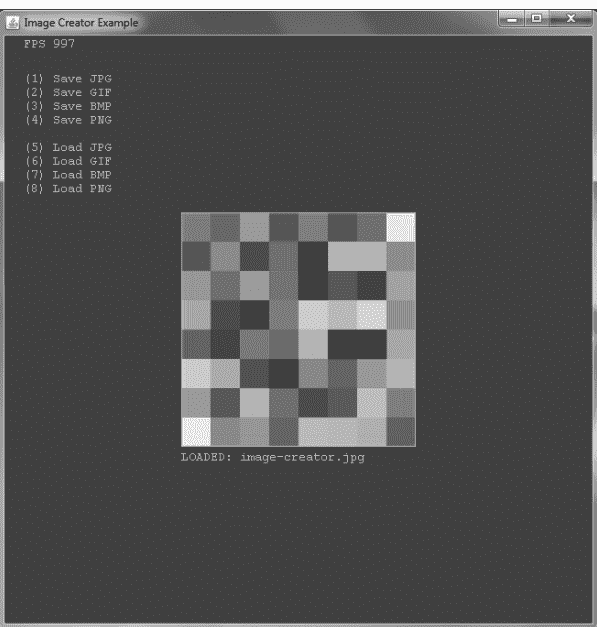 Image Creator Example
FPS 997
(1) Save JPG
(2) Save GIF
(3) Save BMP
(4) Save PNG
(5) Load JPG
(6) Load GIF
(7) Load BMP
(8) Load PNG
LOADED: image-creator.jpg